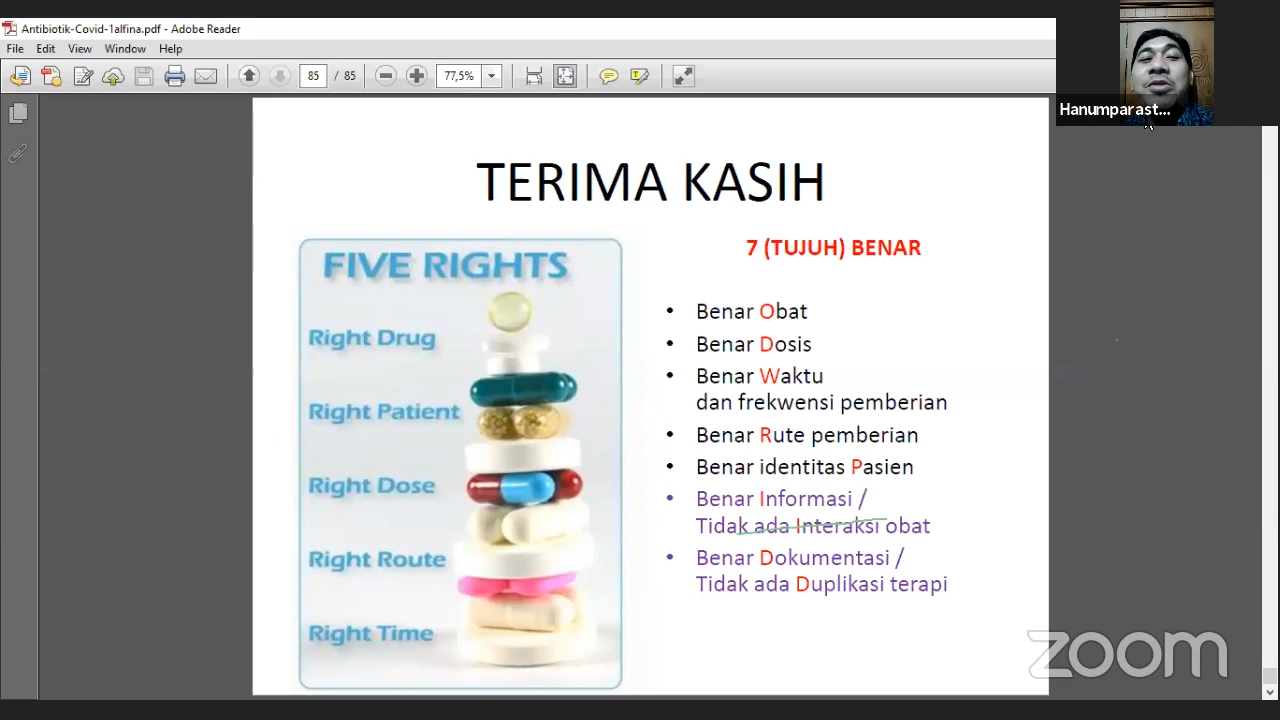 Antibiotik-Covid-1alfina.pdf - Adobe Reader
File Edit View Window Help
85 / 85 77,5%
Hanumparast...
TERIMA KASIH
FIVE RIGHTS
Right Drug
Right Patient
Right Dose
Right Route
Right Time
7 (TUJUH) BENAR
• Benar Obat
• Benar Dosis
• Benar Waktu
dan frekwensi pemberian
• Benar Rute pemberian
• Benar identitas Pasien
• Benar Informasi /
Tidak ada Interaksi obat
• Benar Dokumentasi /
Tidak ada Duplikasi terapi
zoom